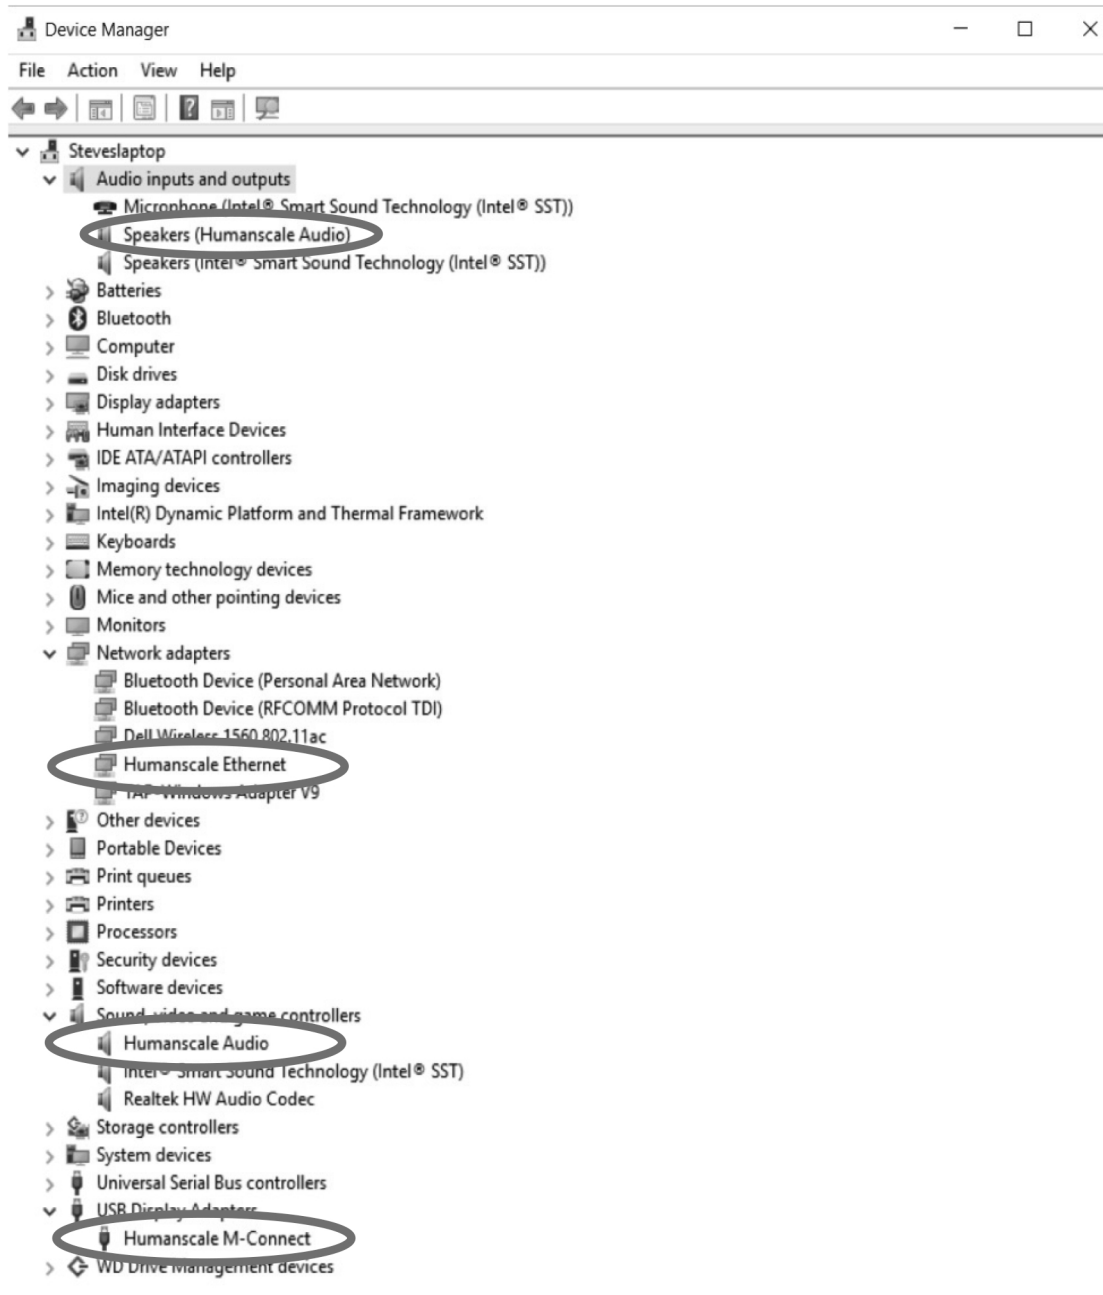 Device Manager
File Action View Help
Steveslaptop
Audio inputs and outputs
Microphone (Intel® Smart Sound Technology (Intel® SST))
Speakers (Humanscale Audio)
Speakers (Intel® Smart Sound Technology (Intel® SST))
Batteries
Bluetooth
Computer
Disk drives
Display adapters
Human Interface Devices
IDE ATA/ATAPI controllers
Imaging devices
Intel(R) Dynamic Platform and Thermal Framework
Keyboards
Memory technology devices
Mice and other pointing devices
Monitors
Network adapters
Bluetooth Device (Personal Area Network)
Bluetooth Device (RFCOMM Protocol TDI)
Dell Wireless 1560 802.11ac
Humanscale Ethernet
TAP-Windows Adapter V9
Other devices
Portable Devices
Print queues
Printers
Processors
Security devices
Software devices
Sound, video and game controllers
Humanscale Audio
Intel® Smart Sound Technology (Intel® SST)
Realtek HW Audio Codec
Storage controllers
System devices
Universal Serial Bus controllers
USB Display Adapters
Humanscale M-Connect
WD Drive Management devices